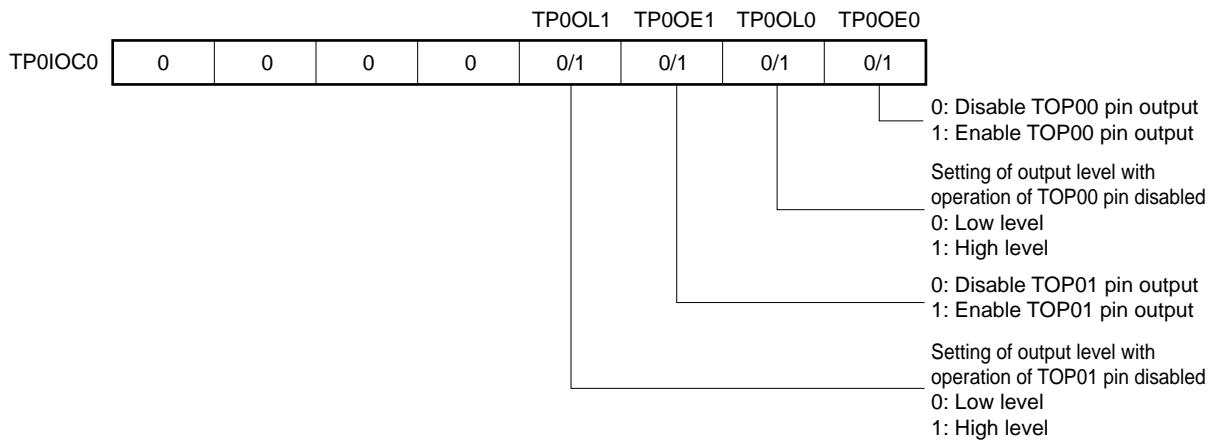 TP0OL1 TP0OE1 TP0OL0 TP0OE0
TP0IOC0 0 0 0 0 0/1 0/1 0/1 0/1
0: Disable TOP00 pin output
1: Enable TOP00 pin output
Setting of output level with
operation of TOP00 pin disabled
0: Low level
1: High level
0: Disable TOP01 pin output
1: Enable TOP01 pin output
Setting of output level with
operation of TOP01 pin disabled
0: Low level
1: High level